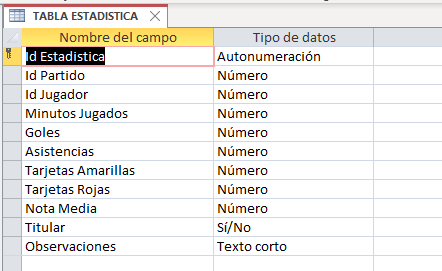 TABLA ESTADISTICA
Nombre del campo Tipo de datos
Id Estadistica Autonumeración
Id Partido Número
Id Jugador Número
Minutos Jugados Número
Goles Número
Asistencias Número
Tarjetas Amarillas Número
Tarjetas Rojas Número
Nota Media Número
Titular Sí/No
Observaciones Texto corto